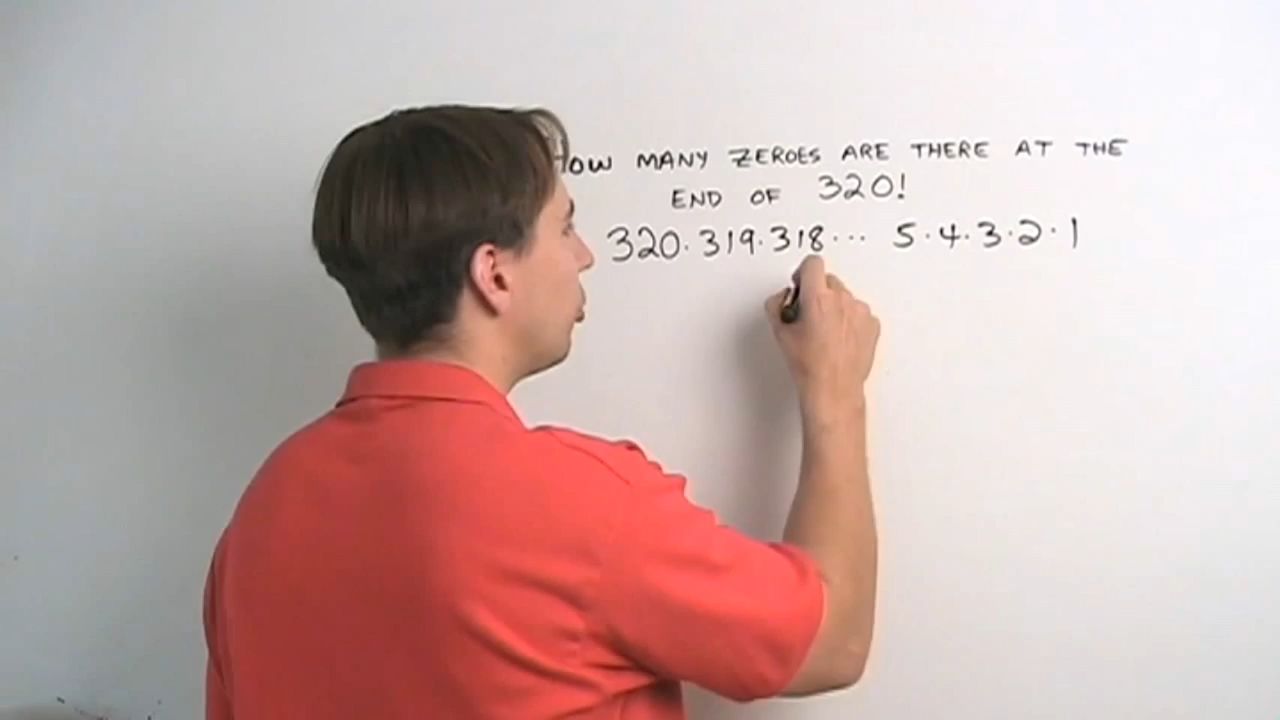 HOW MANY ZEROES ARE THERE AT THE
END OF 320!
320·319·318··· 5·4·3·2·1